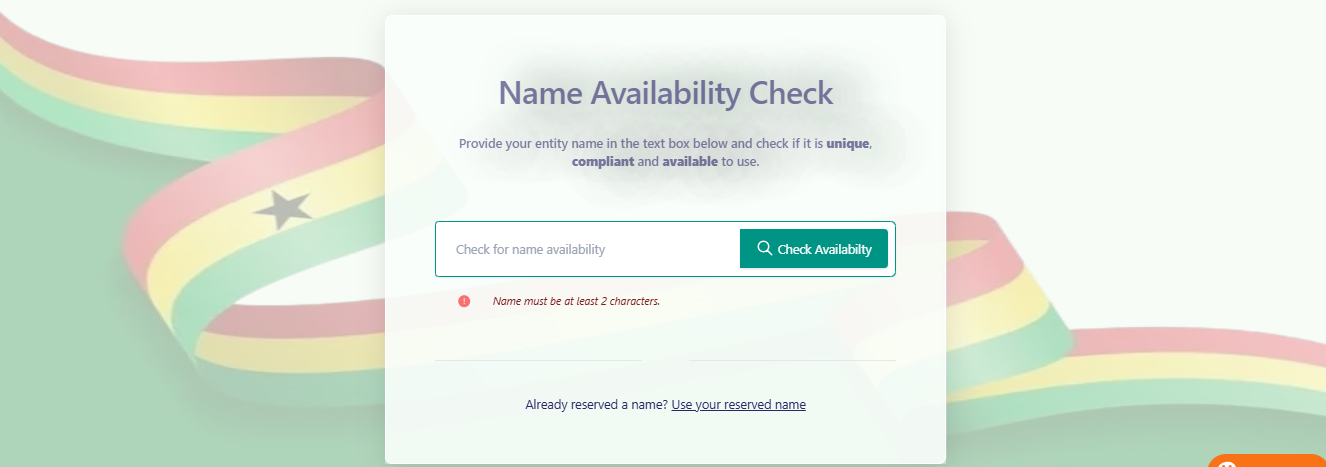 Name Availability Check
Provide your entity name in the text box below and check if it is unique,
compliant and available to use.
Check for name availability
Check Availabilty
Name must be at least 2 characters.
Already reserved a name? Use your reserved name